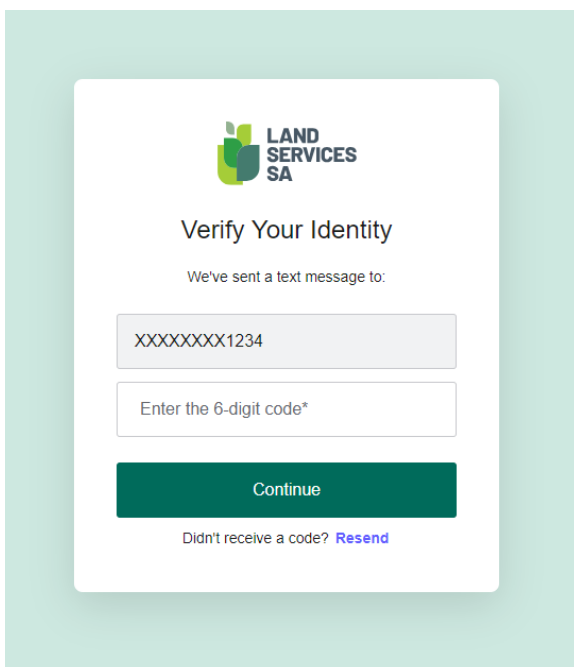 LAND
SERVICES
SA
Verify Your Identity
We've sent a text message to:
XXXXXXXX1234
Enter the 6-digit code*
Continue
Didn't receive a code? Resend